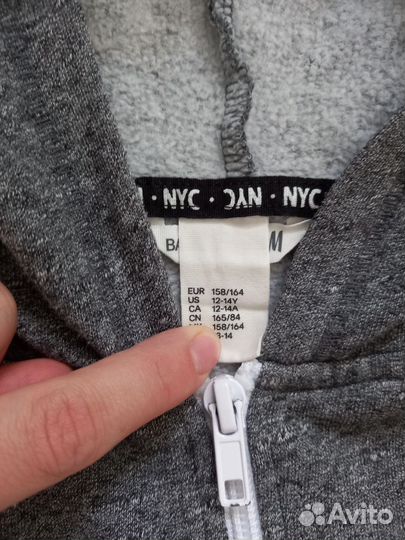 · NYC · NYC · NYC
BA M
EUR 158/164
US 12-14Y
CA 12-14A
CN 165/84
158/164
-14
Avito